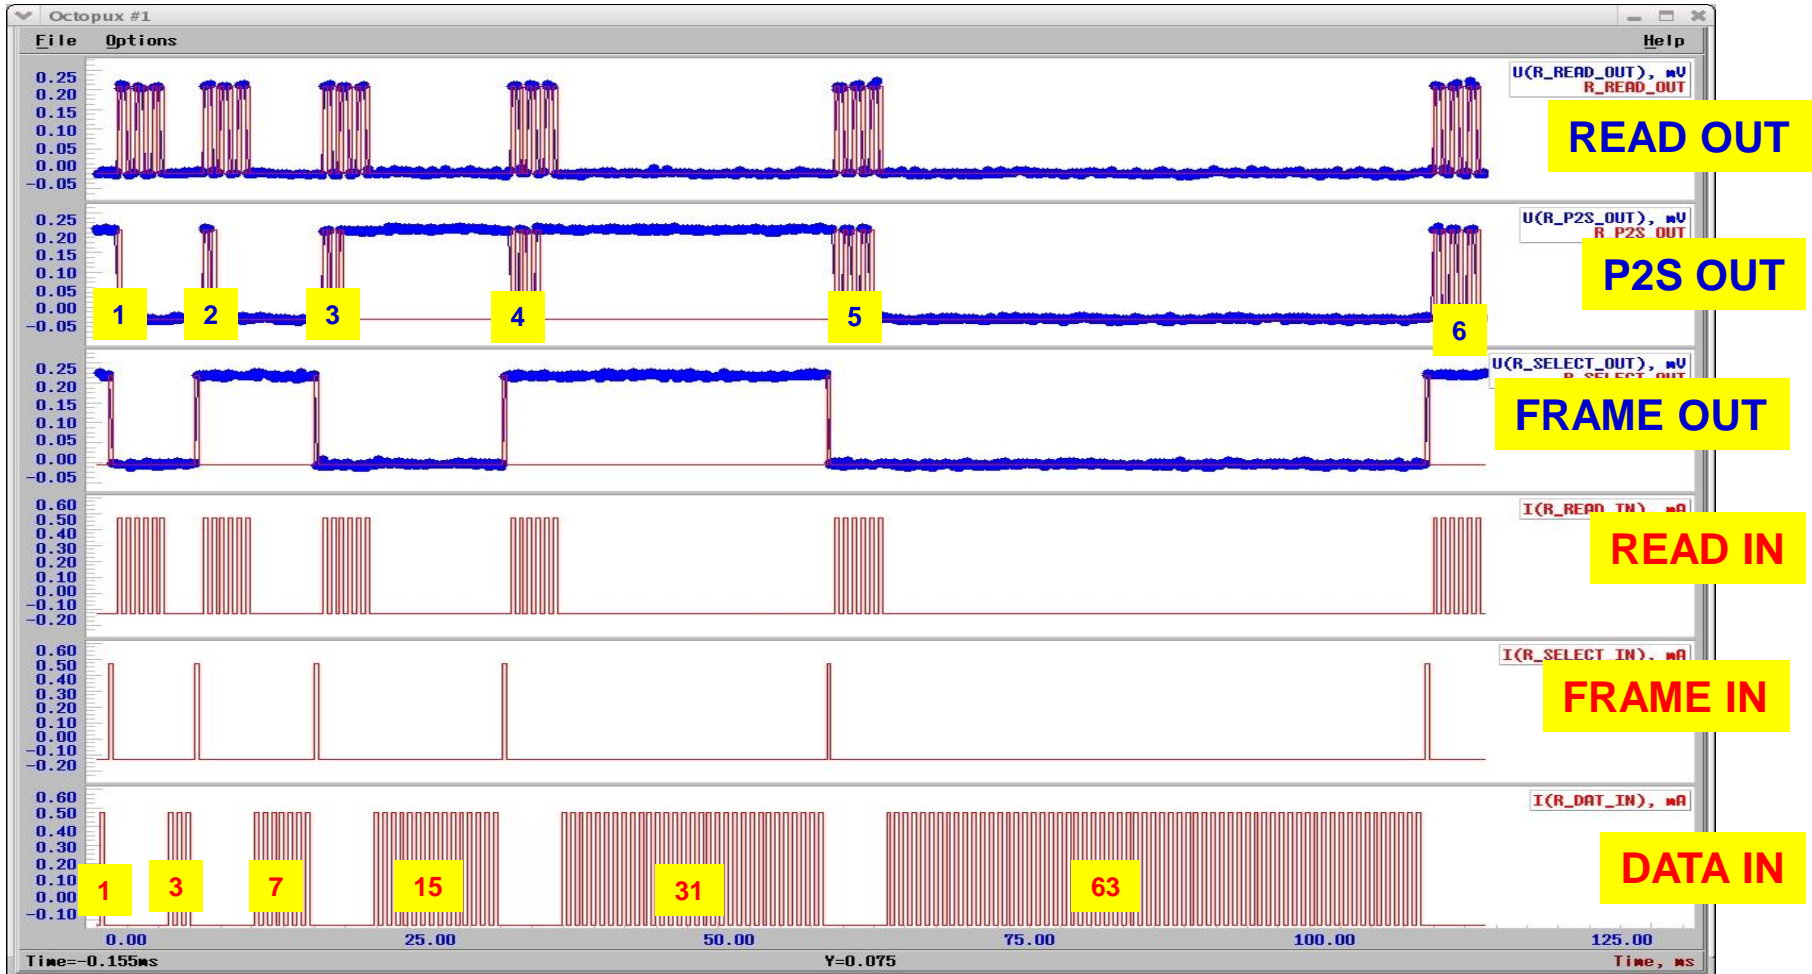 Octopux #1
File Options Help
0.25
0.20
0.15
0.10
0.05
0.00
-0.05
U(R_READ_OUT), mV
R_READ_OUT
READ OUT
0.25
0.20
0.15
0.10
0.05
0.00
-0.05
U(R_P2S_OUT), mV
R_P2S_OUT
P2S OUT
1 2 3 4 5 6
0.25
0.20
0.15
0.10
0.05
0.00
-0.05
U(R_SELECT_OUT), mV
R_SELECT_OUT
FRAME OUT
0.60
0.50
0.40
0.30
0.20
0.10
0.00
-0.10
-0.20
I(R_READ_IN), mA
READ IN
0.60
0.50
0.40
0.30
0.20
0.10
0.00
-0.10
-0.20
I(R_SELECT_IN), mA
FRAME IN
0.60
0.50
0.40
0.30
0.20
0.10
0.00
-0.10
I(R_DAT_IN), mA
DATA IN
1 3 7 15 31 63
0.00 25.00 50.00 75.00 100.00 125.00
Time=-0.155ms Y=0.075 Time, ms